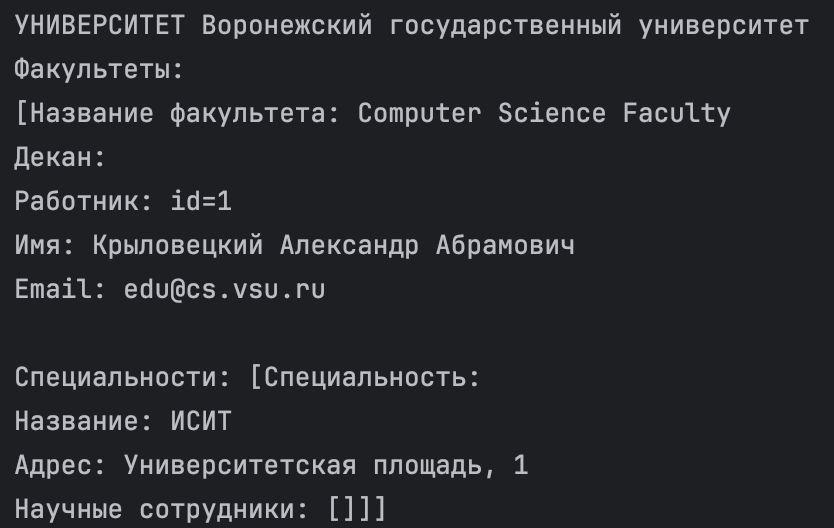 УНИВЕРСИТЕТ Воронежский государственный университет
Факультеты:
[Название факультета: Computer Science Faculty
Декан:
Работник: id=1
Имя: Крыловецкий Александр Абрамович
Email: edu@cs.vsu.ru
Специальности: [Специальность:
Название: ИСИТ
Адрес: Университетская площадь, 1
Научные сотрудники: []]]